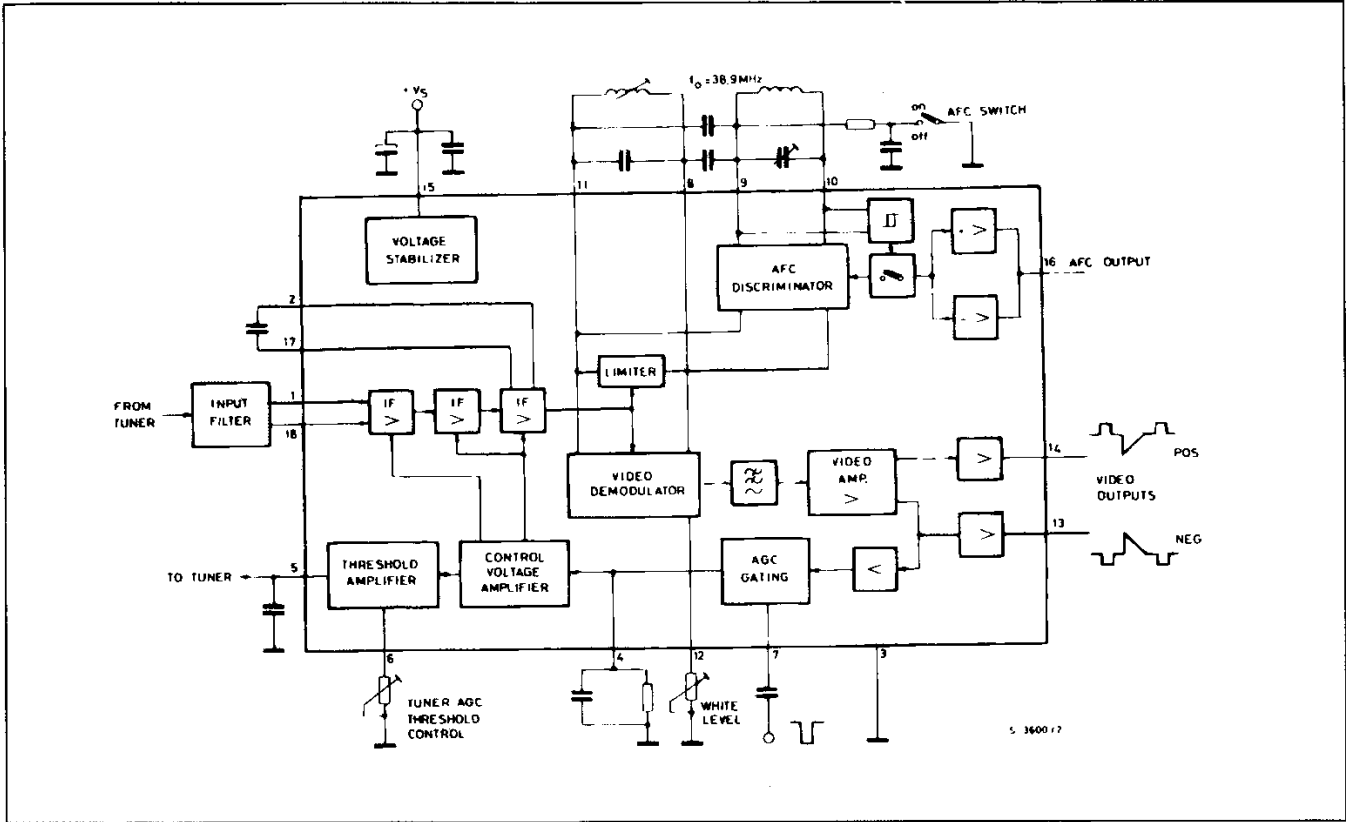 f₀ = 38,9 MHz
+ VS
on
AFC SWITCH
off
15
11
8
9
10
VOLTAGE
STABILIZER
AFC
DISCRIMINATOR
16
AFC OUTPUT
+ >
- >
2
17
LIMITER
FROM
TUNER
INPUT
FILTER
1
18
IF
>
IF
>
IF
>
VIDEO
DEMODULATOR
VIDEO
AMP.
>
>
14
POS
VIDEO
OUTPUTS
>
13
NEG
TO TUNER
5
THRESHOLD
AMPLIFIER
CONTROL
VOLTAGE
AMPLIFIER
AGC
GATING
<
6
4
12
7
3
TUNER AGC
THRESHOLD
CONTROL
WHITE
LEVEL